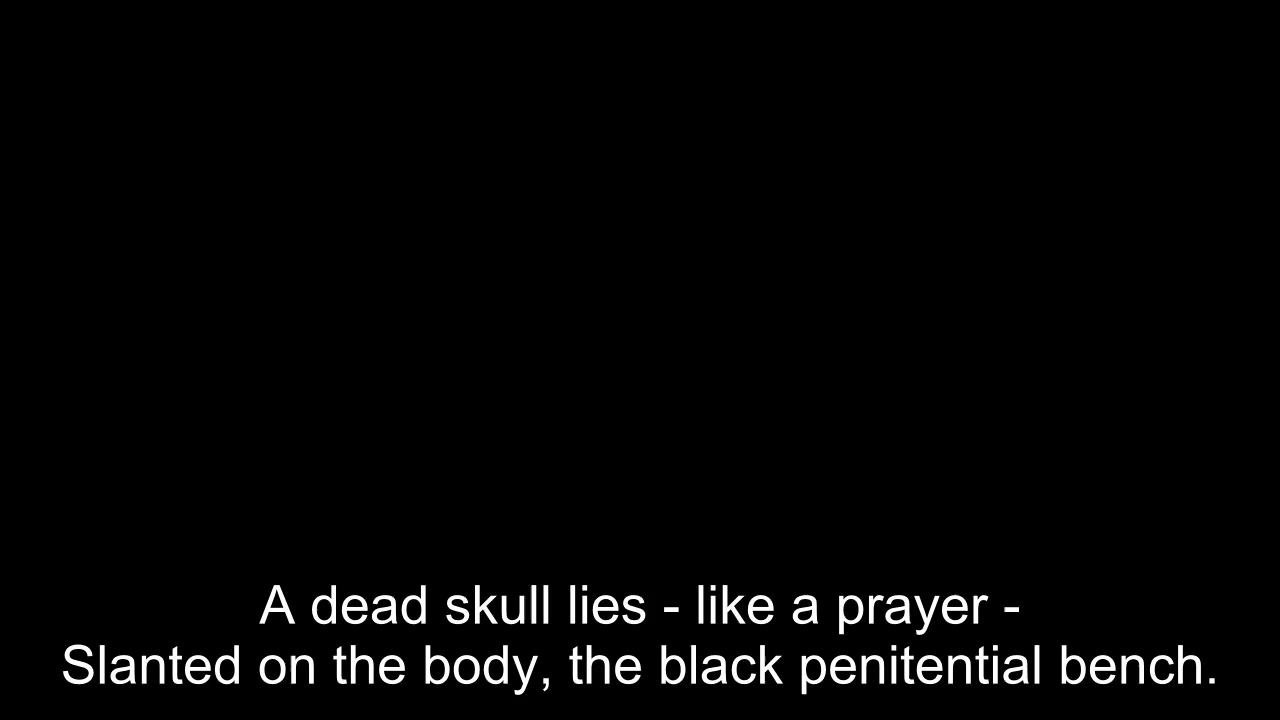 A dead skull lies - like a prayer -
Slanted on the body, the black penitential bench.